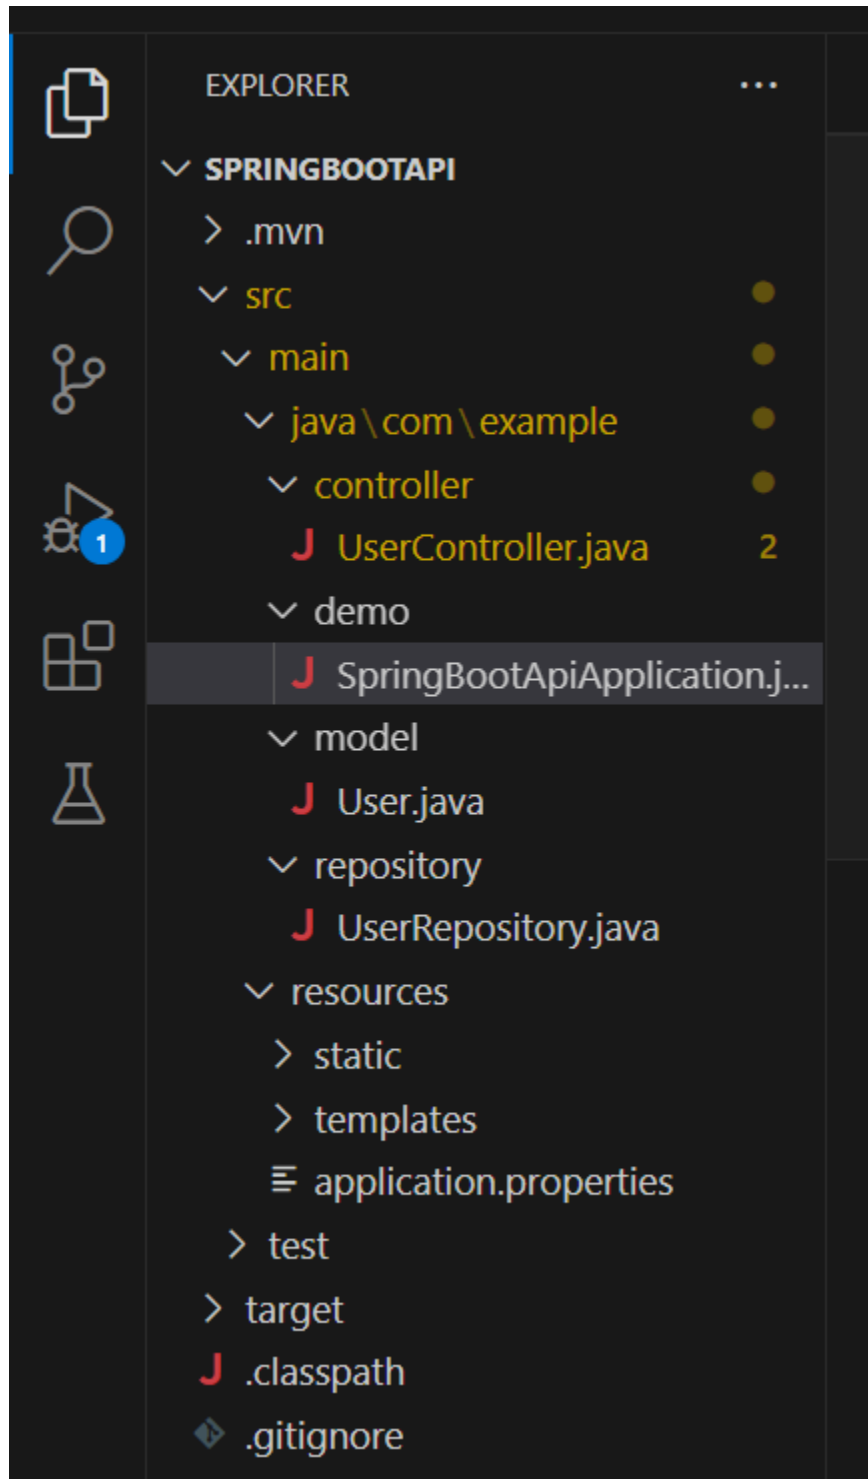 EXPLORER ...
SPRINGBOOTAPI
.mvn
src
main
java\com\example
controller
J UserController.java 2
1
demo
J SpringBootApiApplication.j...
model
J User.java
repository
J UserRepository.java
resources
static
templates
application.properties
test
target
J .classpath
.gitignore